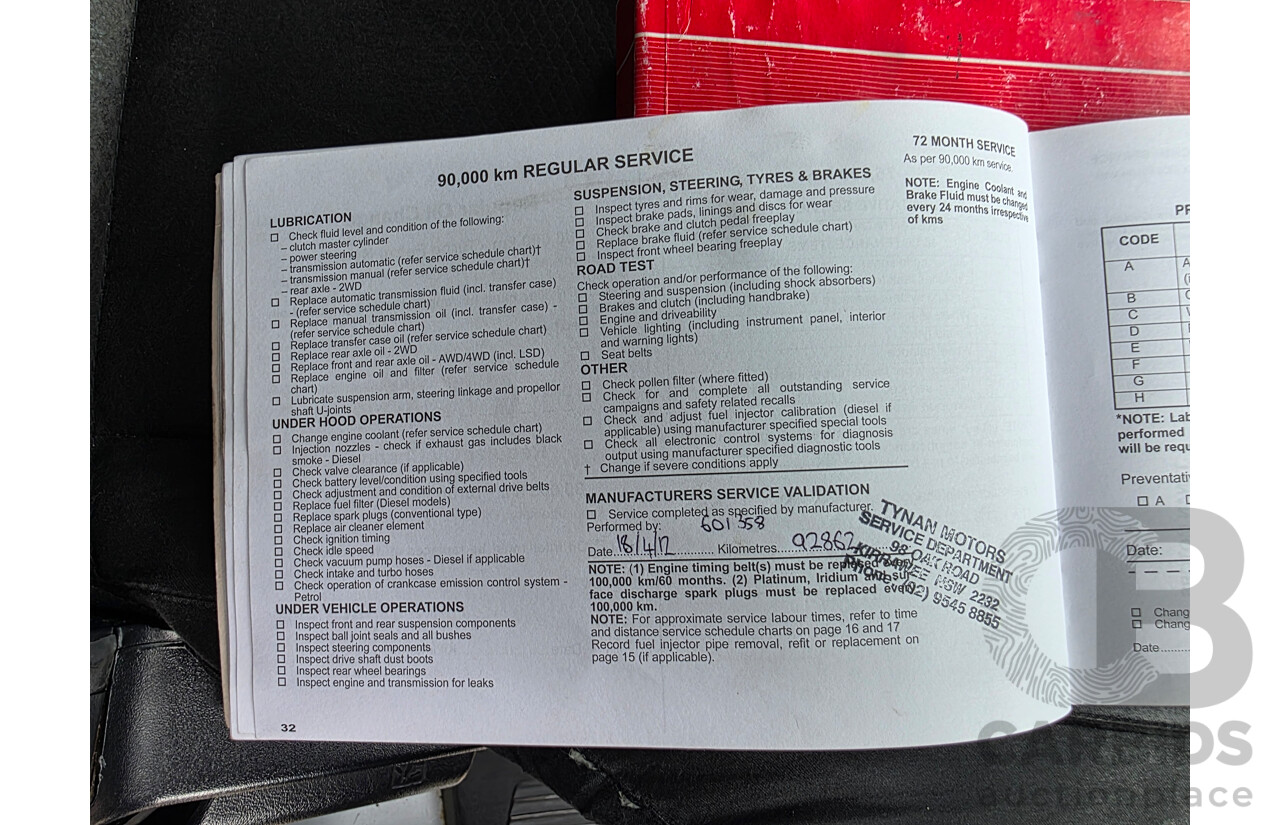 90,000 km REGULAR SERVICE
LUBRICATION
Check fluid level and condition of the following:
– clutch master cylinder
– power steering
– transmission automatic (refer service schedule chart)†
– transmission manual (refer service schedule chart)†
– rear axle - 2WD
Replace automatic transmission fluid (incl. transfer case)
- (refer service schedule chart)
Replace manual transmission oil (incl. transfer case) -
(refer service schedule chart)
Replace transfer case oil (refer service schedule chart)
Replace rear axle oil - 2WD
Replace front and rear axle oil - AWD/4WD (incl. LSD)
Replace engine oil and filter (refer service schedule
chart)
Lubricate suspension arm, steering linkage and propellor
shaft U-joints
UNDER HOOD OPERATIONS
Change engine coolant (refer service schedule chart)
Injection nozzles - check if exhaust gas includes black
smoke - Diesel
Check valve clearance (if applicable)
Check battery level/condition using specified tools
Check adjustment and condition of external drive belts
Replace fuel filter (Diesel models)
Replace spark plugs (conventional type)
Replace air cleaner element
Check ignition timing
Check idle speed
Check vacuum pump hoses - Diesel if applicable
Check intake and turbo hoses
Check operation of crankcase emission control system -
Petrol
UNDER VEHICLE OPERATIONS
Inspect front and rear suspension components
Inspect ball joint seals and all bushes
Inspect steering components
Inspect drive shaft dust boots
Inspect rear wheel bearings
Inspect engine and transmission for leaks
32
SUSPENSION, STEERING, TYRES & BRAKES
Inspect tyres and rims for wear, damage and pressure
Inspect brake pads, linings and discs for wear
Check brake and clutch pedal freeplay
Replace brake fluid (refer service schedule chart)
Inspect front wheel bearing freeplay
ROAD TEST
Check operation and/or performance of the following:
Steering and suspension (including shock absorbers)
Brakes and clutch (including handbrake)
Engine and driveability
Vehicle lighting (including instrument panel, interior
and warning lights)
Seat belts
OTHER
Check pollen filter (where fitted)
Check for and complete all outstanding service
campaigns and safety related recalls
Check and adjust fuel injector calibration (diesel if
applicable) using manufacturer specified special tools
Check all electronic control systems for diagnosis
output using manufacturer specified diagnostic tools
† Change if severe conditions apply
MANUFACTURERS SERVICE VALIDATION
Service completed as specified by manufacturer.
Performed by: 601358
Date 18/4/12 Kilometres 92862
NOTE: (1) Engine timing belt(s) must be replaced every
100,000 km/60 months. (2) Platinum, Iridium and sur-
face discharge spark plugs must be replaced every
100,000 km.
NOTE: For approximate service labour times, refer to time
and distance service schedule charts on page 16 and 17
Record fuel injector pipe removal, refit or replacement on
page 15 (if applicable).
TYNAN MOTORS
SERVICE DEPARTMENT
98 OAK ROAD
KIRRAWEE NSW 2232
Phone: (02) 9545 8855
72 MONTH SERVICE
As per 90,000 km service.
NOTE: Engine Coolant and
Brake Fluid must be changed
every 24 months irrespective
of kms
CODE
A
B
C
D
E
F
G
H
*NOTE:
performed
will be
A
Date:
Date
auction place